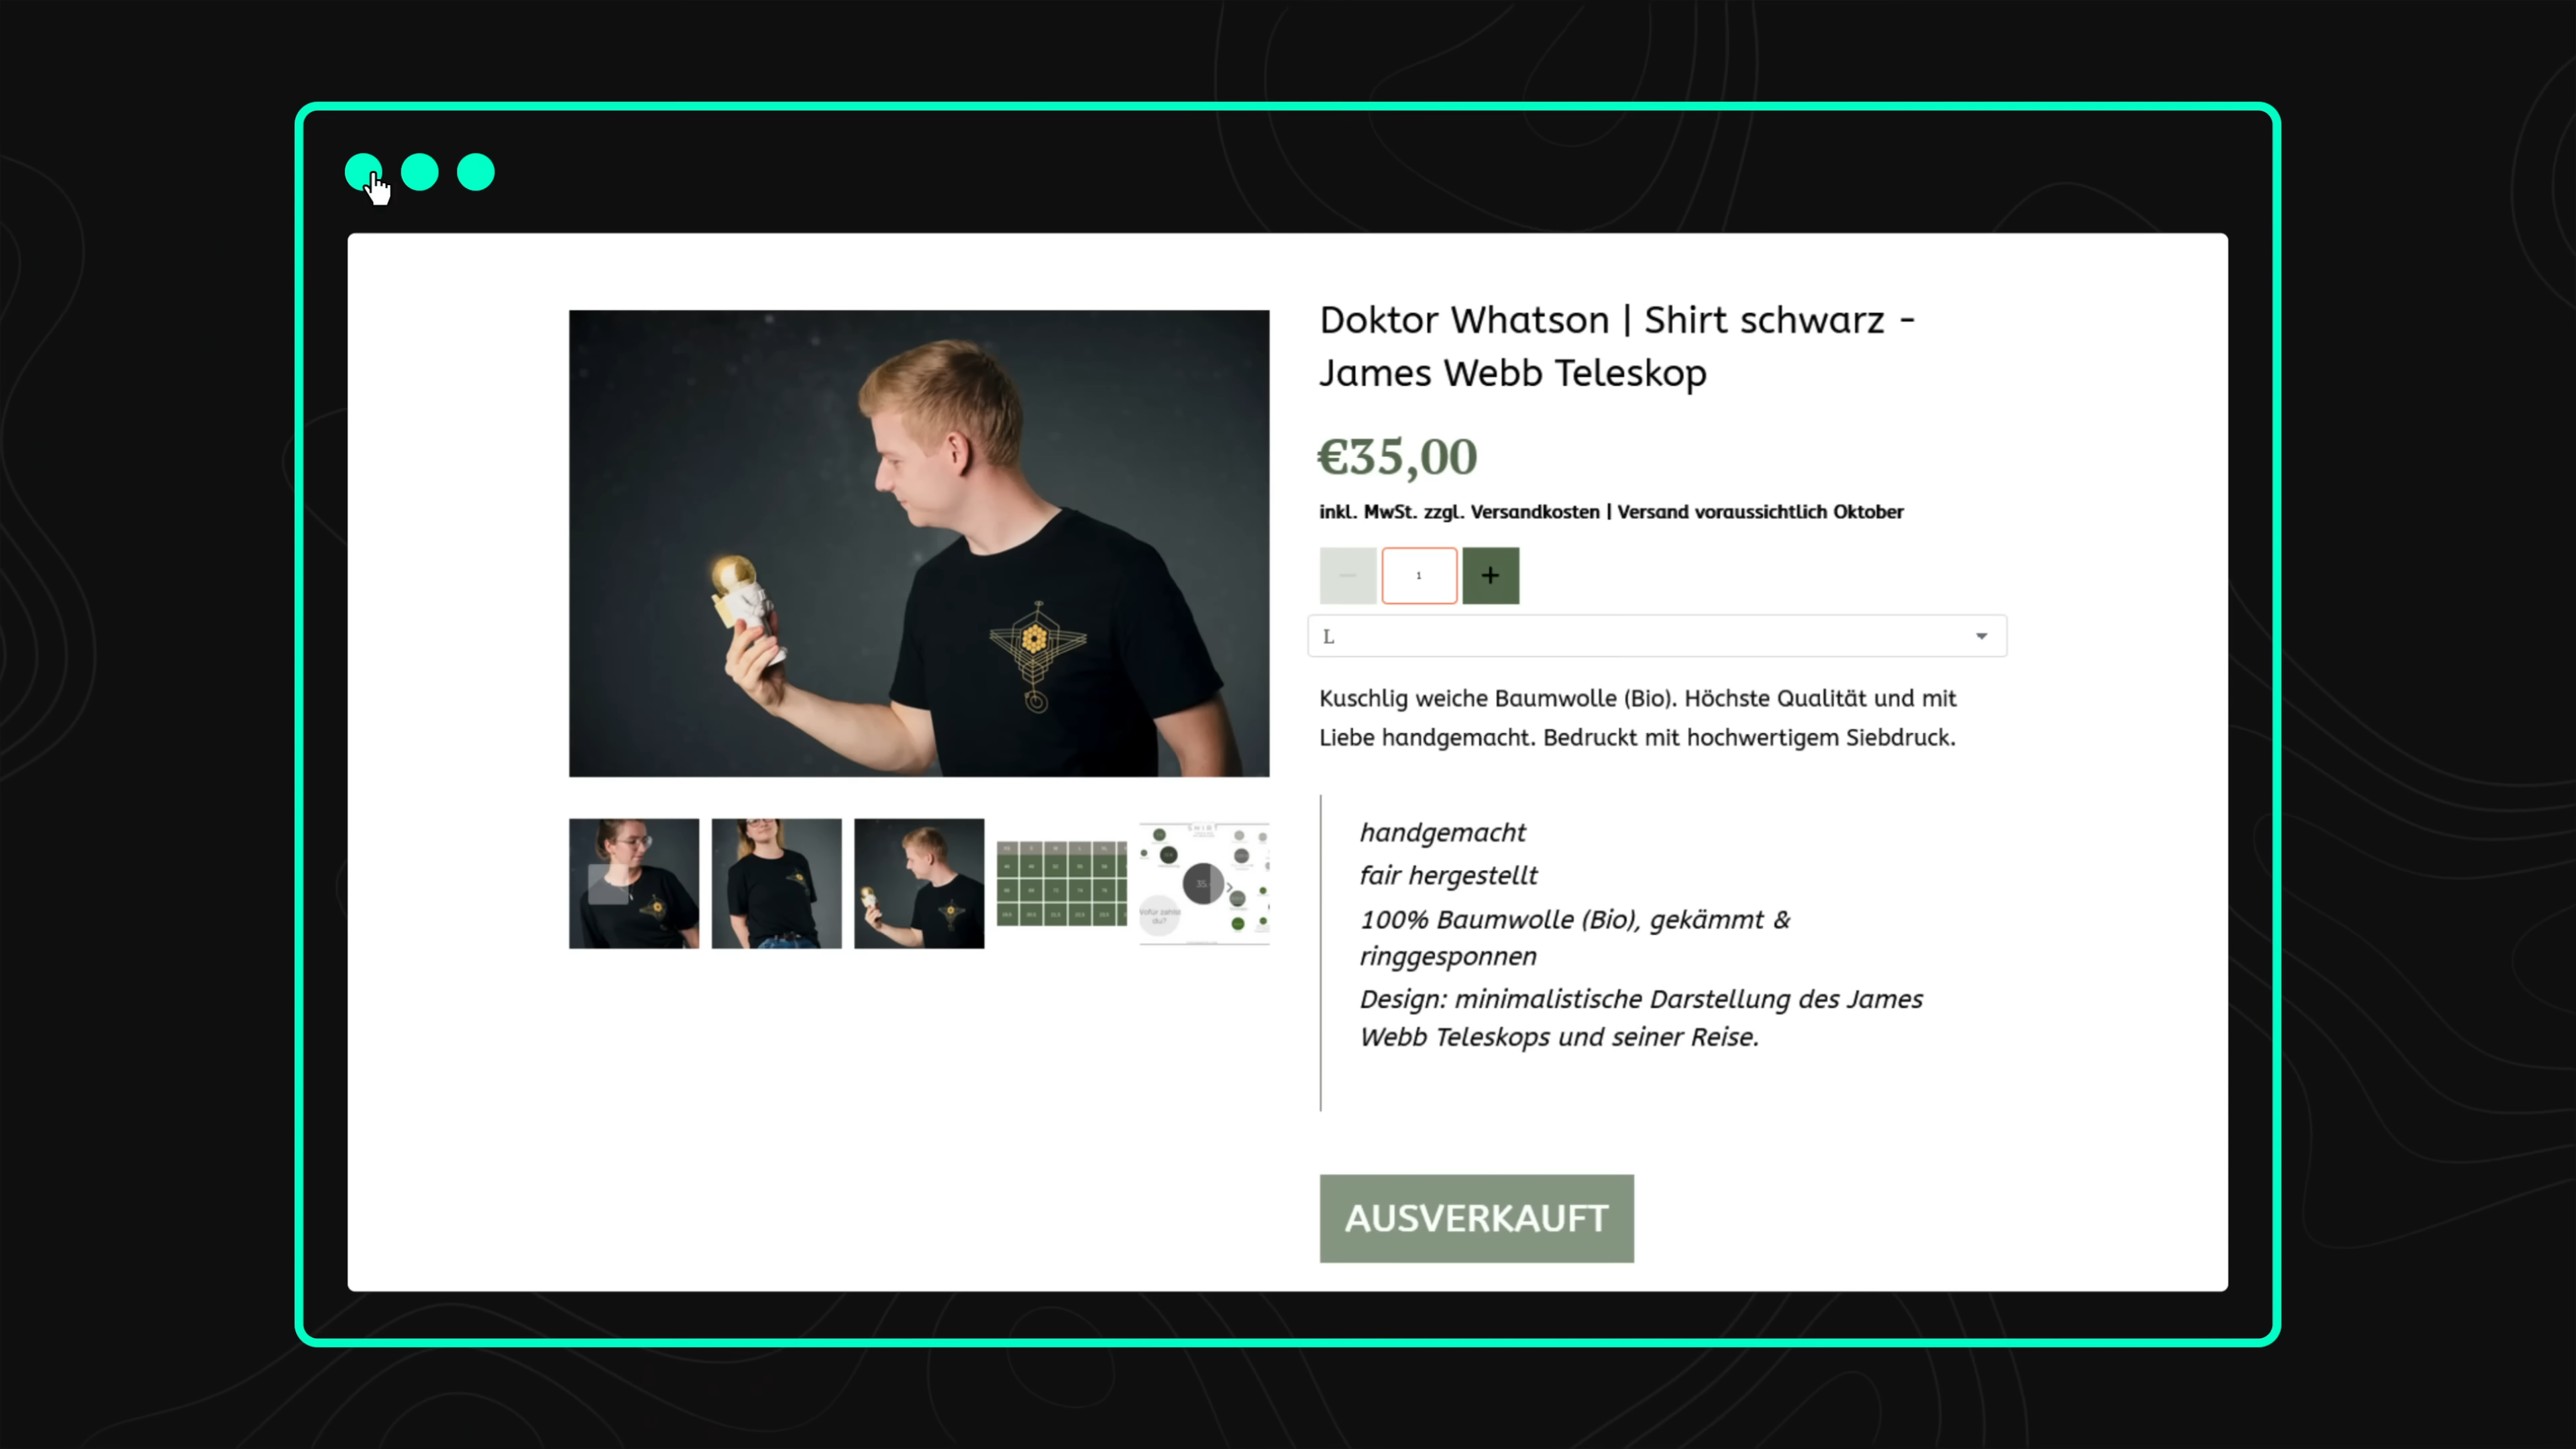 Doktor Whatson | Shirt schwarz -
James Webb Teleskop
€35,00
inkl. MwSt. zzgl. Versandkosten | Versand voraussichtlich Oktober
1
+
L
Kuschlig weiche Baumwolle (Bio). Höchste Qualität und mit
Liebe handgemacht. Bedruckt mit hochwertigem Siebdruck.
handgemacht
fair hergestellt
100% Baumwolle (Bio), gekämmt &
ringgesponnen
Design: minimalistische Darstellung des James
Webb Teleskops und seiner Reise.
SHIRT
du?
AUSVERKAUFT